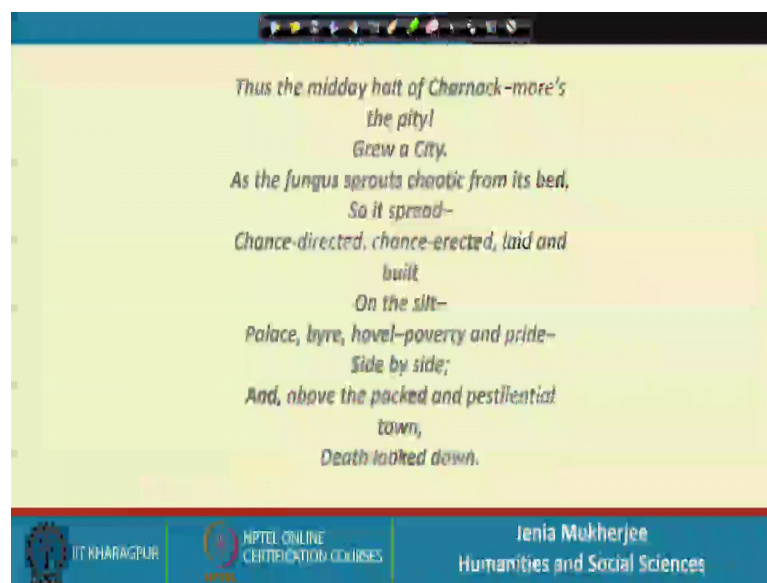 Thus the midday halt of Charnock–more's
the pity!
Grew a City.
As the fungus sprouts chaotic from its bed,
So it spread–
Chance-directed, chance-erected, laid and
built
On the silt–
Palace, byre, hovel–poverty and pride–
Side by side;
And, above the packed and pestilential
town,
Death looked down.
IIT KHARAGPUR
NPTEL ONLINE
CERTIFICATION COURSES
Jenia Mukherjee
Humanities and Social Sciences